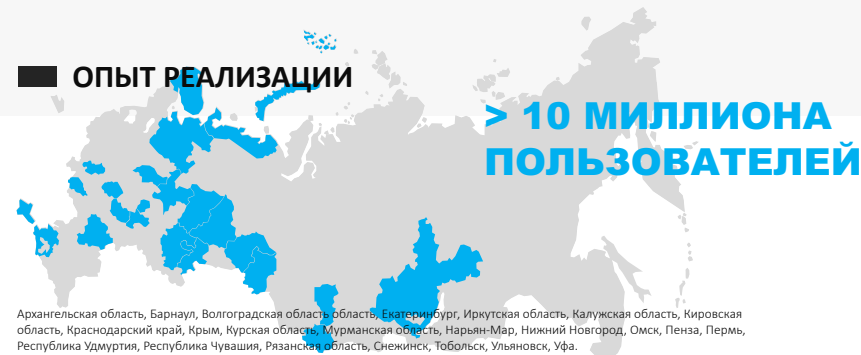 ОПЫТ РЕАЛИЗАЦИИ
> 10 МИЛЛИОНА
ПОЛЬЗОВАТЕЛЕЙ
Архангельская область, Барнаул, Волгоградская область область, Екатеринбург, Иркутская область, Калужская область, Кировская
область, Краснодарский край, Крым, Курская область, Мурманская область, Нарьян-Мар, Нижний Новгород, Омск, Пенза, Пермь,
Республика Удмуртия, Республика Чувашия, Рязанская область, Снежинск, Тобольск, Ульяновск, Уфа.